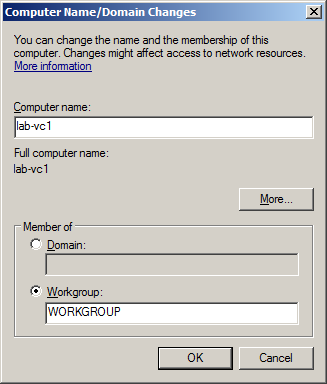 Computer Name/Domain Changes
You can change the name and the membership of this
computer. Changes might affect access to network resources.
More information
Computer name:
lab-vc1
Full computer name:
lab-vc1
More...
Member of
Domain:
Workgroup:
WORKGROUP
OK
Cancel